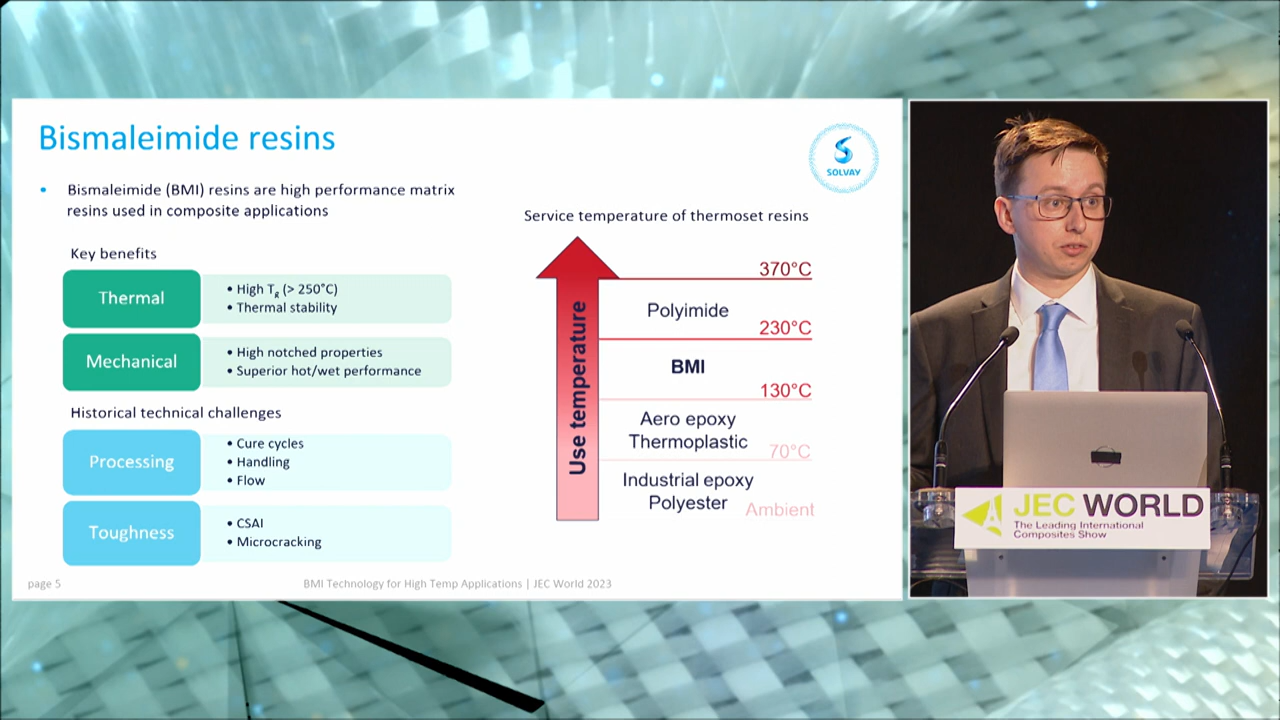 Bismaleimide resins
SOLVAY
• Bismaleimide (BMI) resins are high performance matrix
resins used in composite applications
Key benefits
Thermal
• High Tg (> 250°C)
• Thermal stability
Mechanical
• High notched properties
• Superior hot/wet performance
Historical technical challenges
Processing
• Cure cycles
• Handling
• Flow
Toughness
• CSAI
• Microcracking
Service temperature of thermoset resins
Use temperature
370°C
Polyimide
230°C
BMI
130°C
Aero epoxy
Thermoplastic
70°C
Industrial epoxy
Polyester
Ambient
page 5
BMI Technology for High Temp Applications | JEC World 2023
JEC WORLD
The Leading International
Composites Show